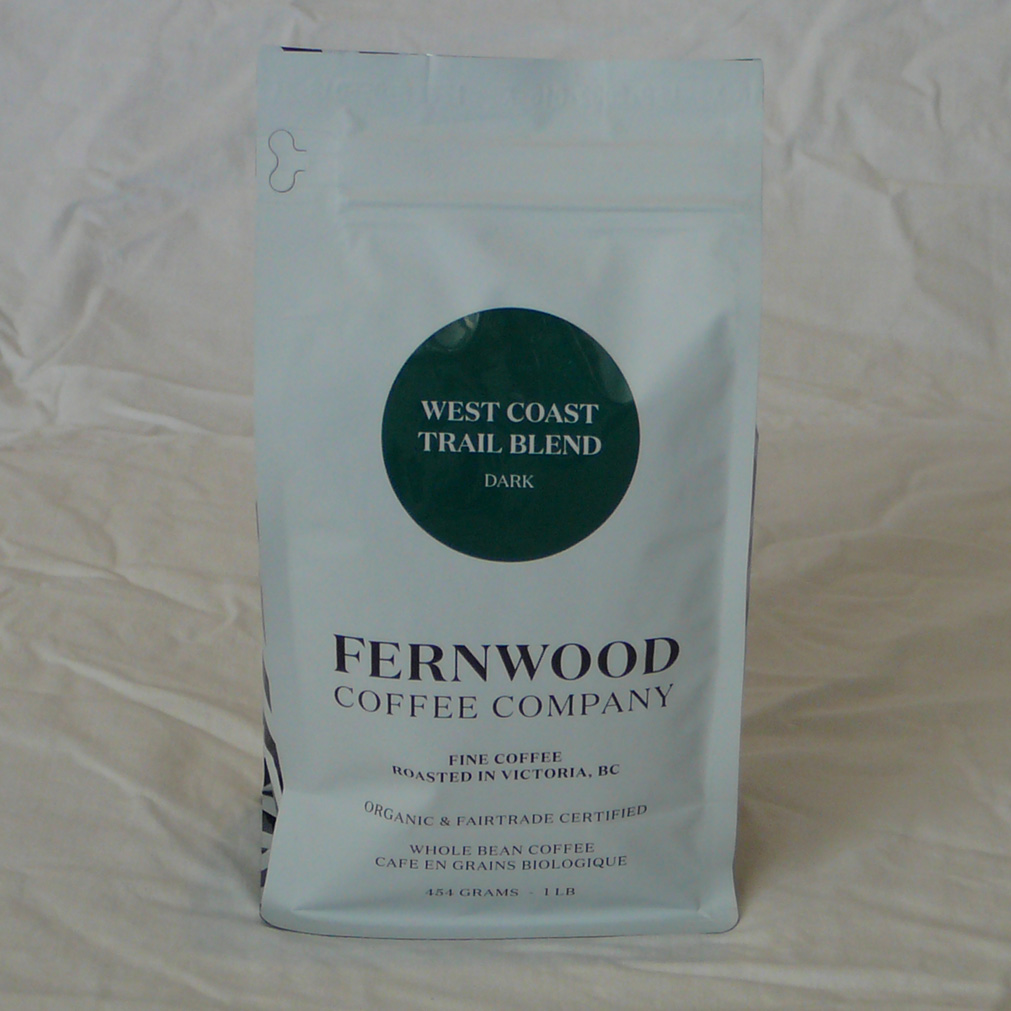 WEST COAST
TRAIL BLEND
DARK
FERNWOOD
COFFEE COMPANY
FINE COFFEE
ROASTED IN VICTORIA, BC
ORGANIC & FAIRTRADE CERTIFIED
WHOLE BEAN COFFEE
CAFE EN GRAINS BIOLOGIQUE
454 GRAMS - 1 LB